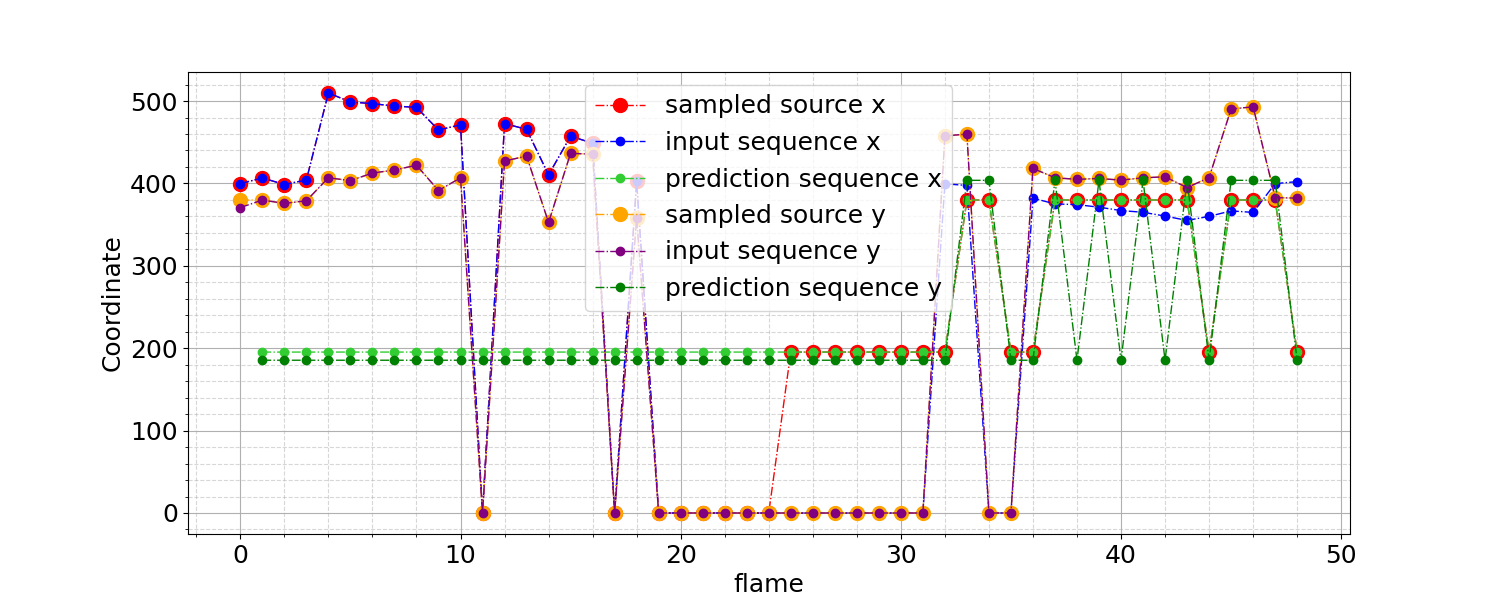 500
400
300
200
100
0
Coordinate
sampled source x
input sequence x
prediction sequence x
sampled source y
input sequence y
prediction sequence y
0 10 20 30 40 50
flame